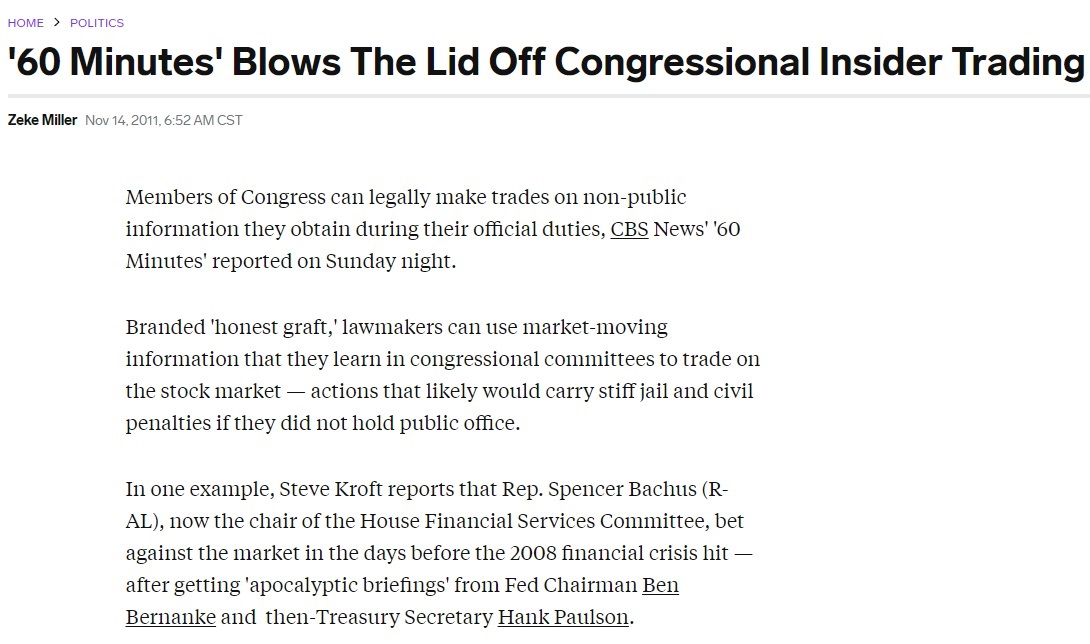 HOME > POLITICS
'60 Minutes' Blows The Lid Off Congressional Insider Trading
Zeke Miller Nov 14, 2011, 6:52 AM CST
Members of Congress can legally make trades on non-public
information they obtain during their official duties, CBS News' '60
Minutes' reported on Sunday night.
Branded 'honest graft,' lawmakers can use market-moving
information that they learn in congressional committees to trade on
the stock market — actions that likely would carry stiff jail and civil
penalties if they did not hold public office.
In one example, Steve Kroft reports that Rep. Spencer Bachus (R-
AL), now the chair of the House Financial Services Committee, bet
against the market in the days before the 2008 financial crisis hit —
after getting 'apocalyptic briefings' from Fed Chairman Ben
Bernanke and then-Treasury Secretary Hank Paulson.